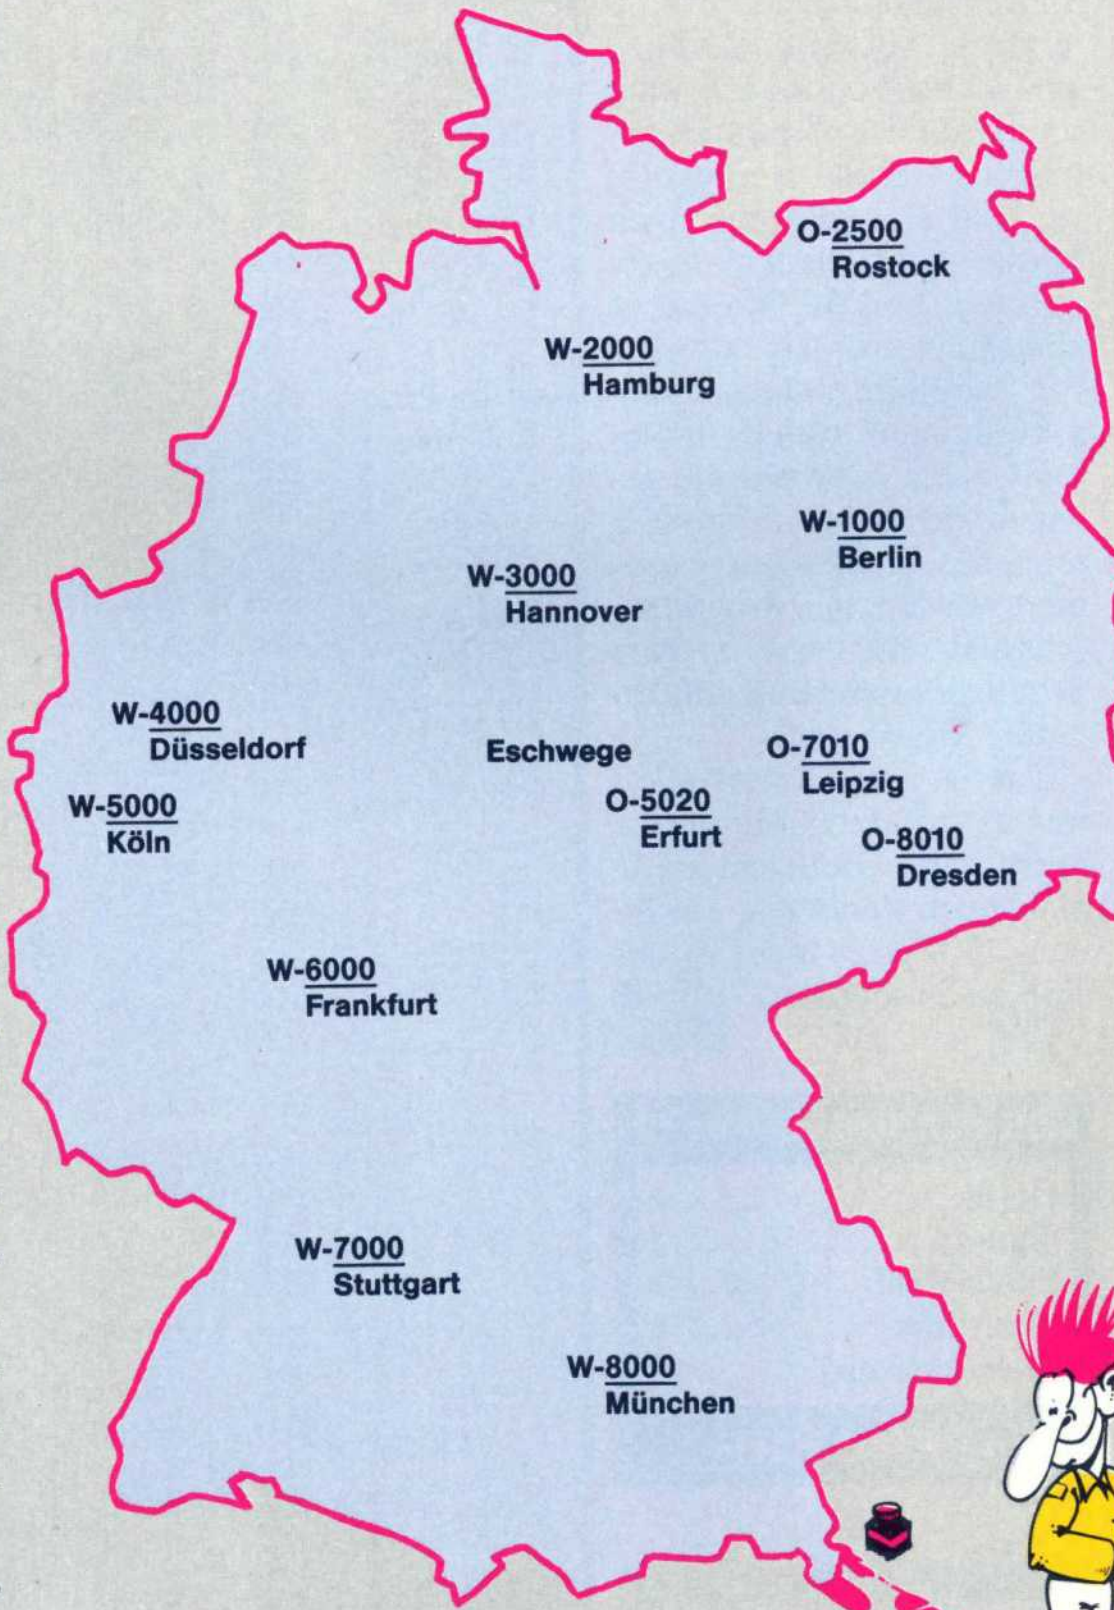 O-2500
Rostock
W-2000
Hamburg
W-1000
Berlin
W-3000
Hannover
W-4000
Düsseldorf
Eschwege
O-7010
Leipzig
W-5000
Köln
O-5020
Erfurt
O-8010
Dresden
W-6000
Frankfurt
W-7000
Stuttgart
W-8000
München